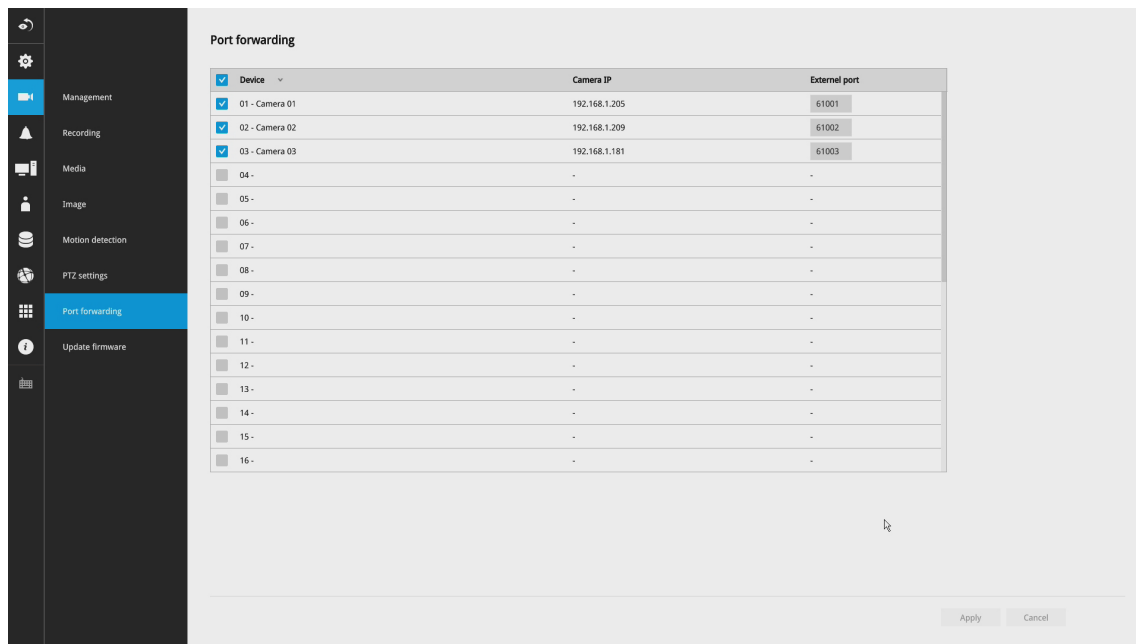 Port forwarding
Management
Recording
Media
Image
Motion detection
PTZ settings
Port forwarding
Update firmware
Device Camera IP Externel port
01 - Camera 01 192.168.1.205 61001
02 - Camera 02 192.168.1.209 61002
03 - Camera 03 192.168.1.181 61003
04 - - -
05 - - -
06 - - -
07 - - -
08 - - -
09 - - -
10 - - -
11 - - -
12 - - -
13 - - -
14 - - -
15 - - -
16 - - -
Apply Cancel